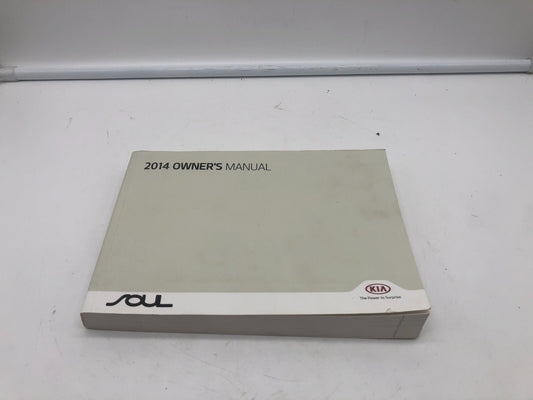 2014 OWNER'S MANUAL
SOUL
KIA
The Power to Surprise